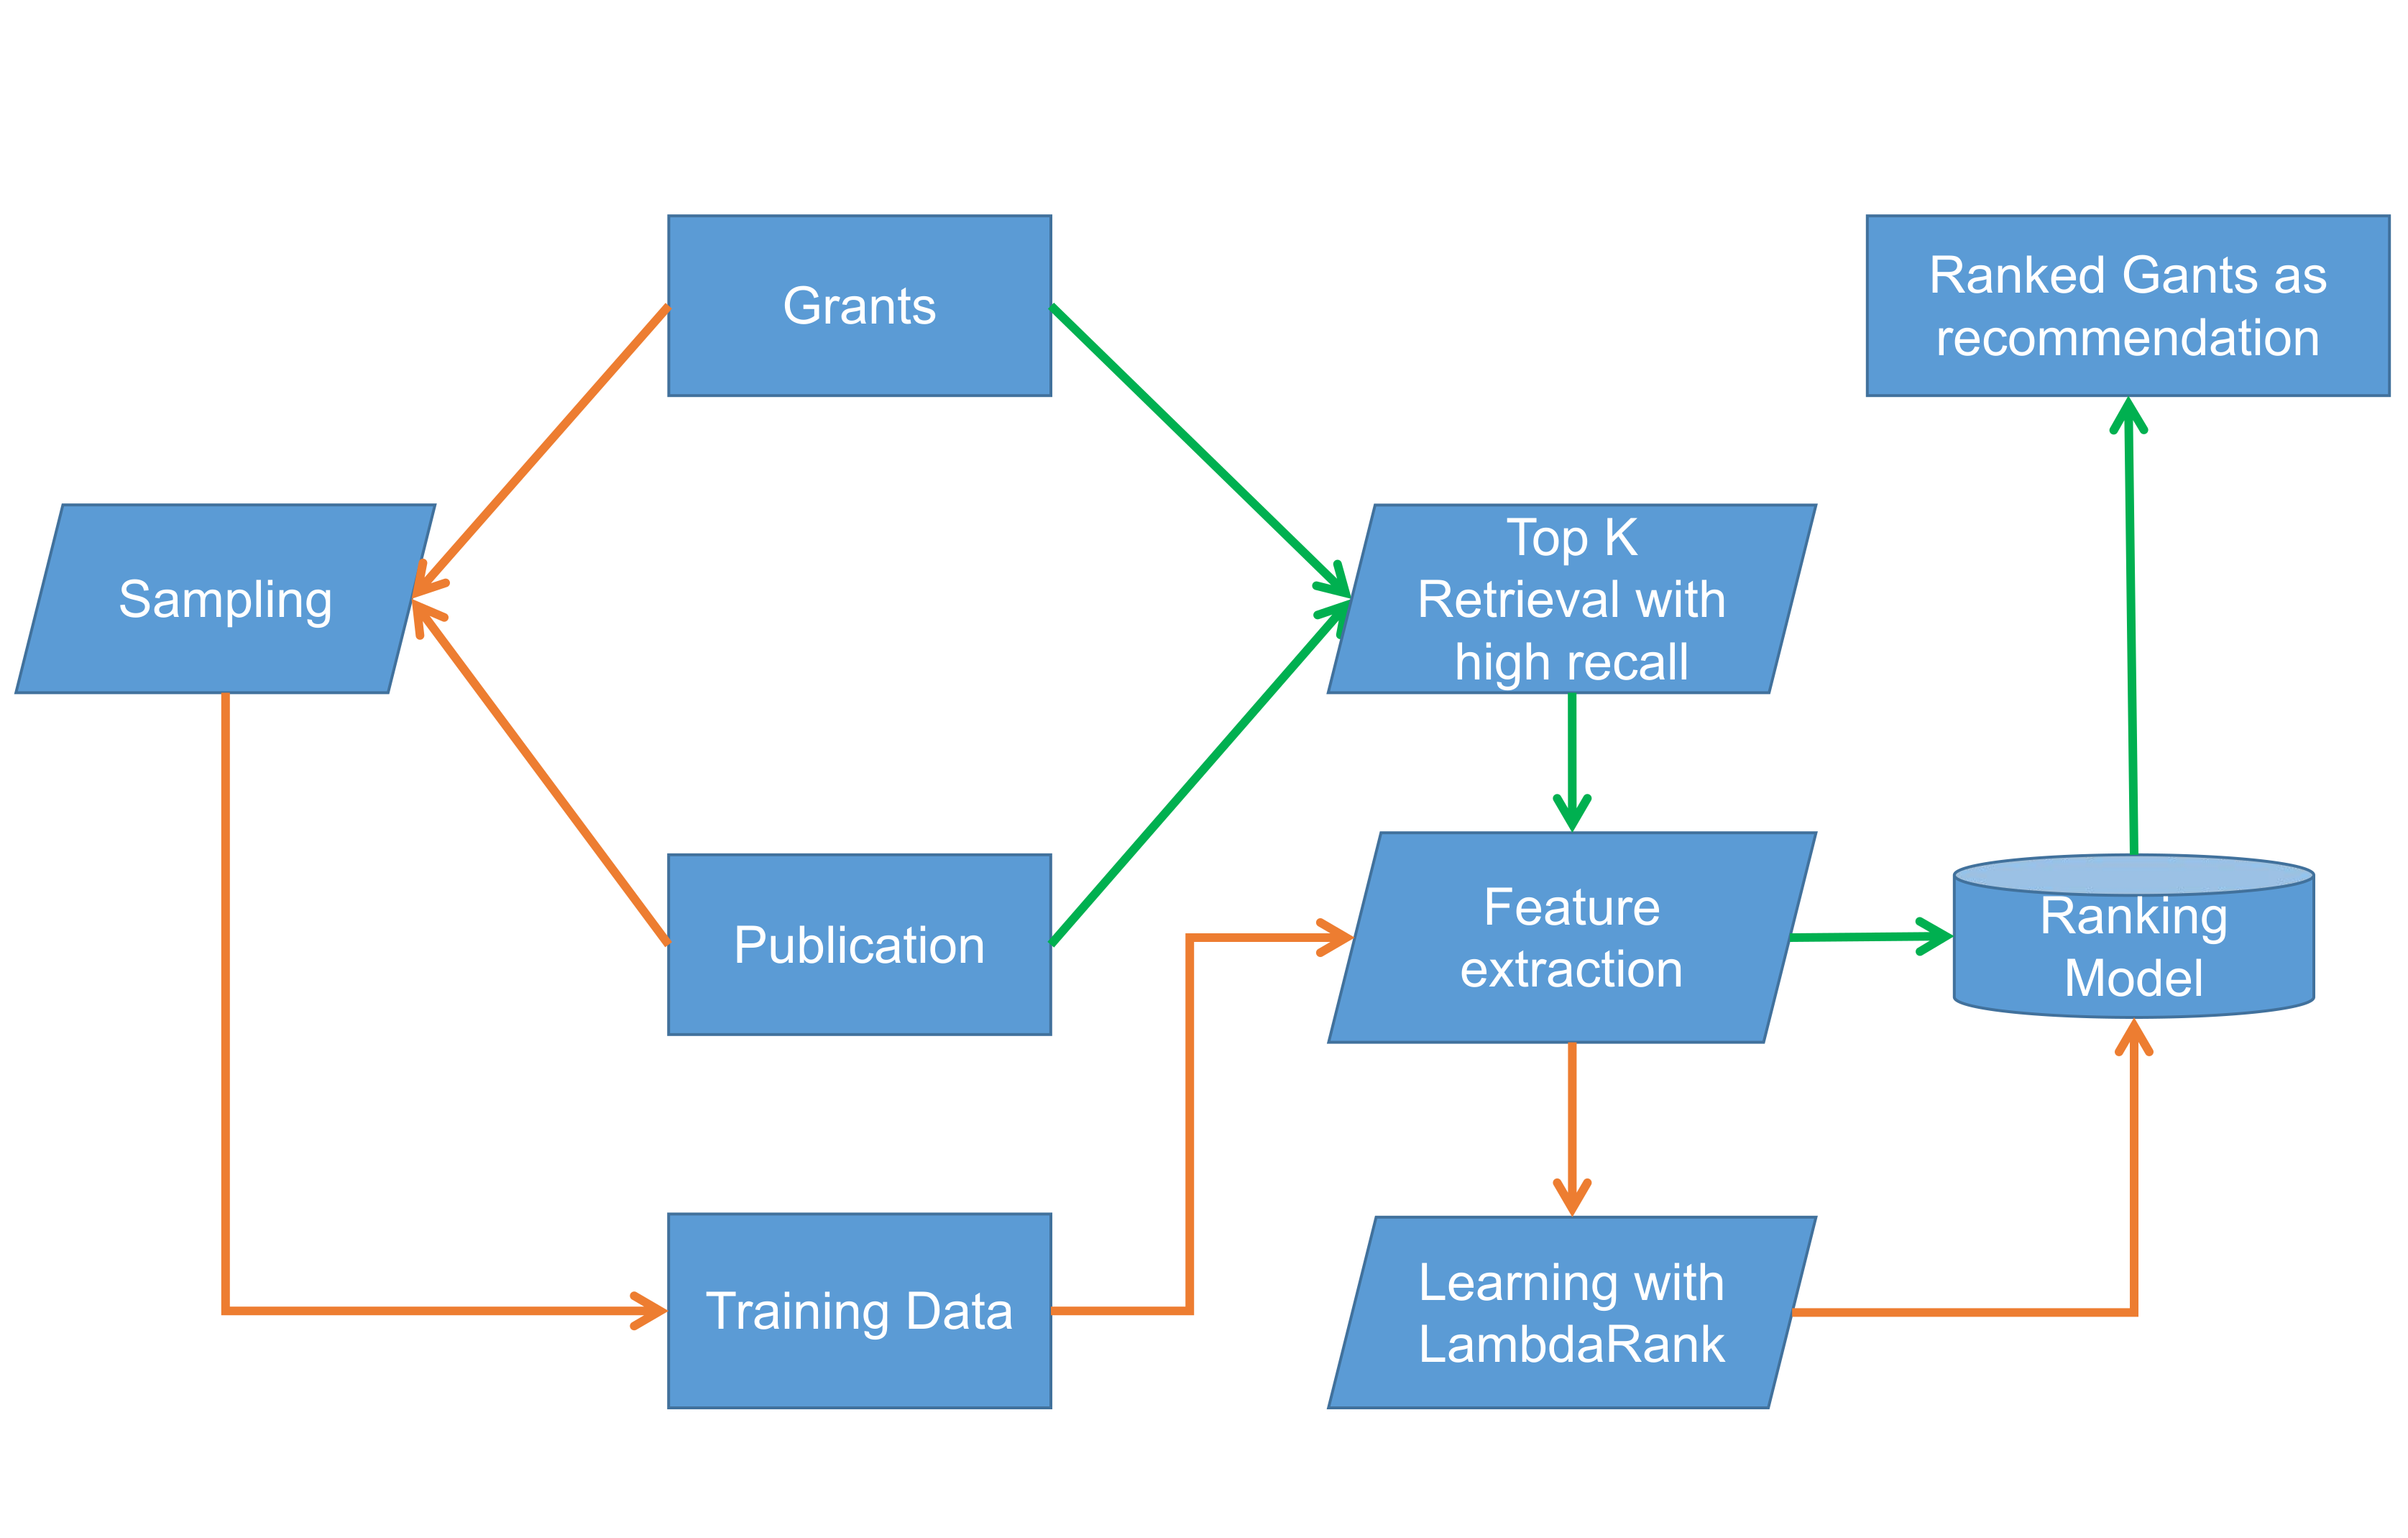 Grants
Ranked Gants as
recommendation
Sampling
Top K
Retrieval with
high recall
Publication
Feature
extraction
Ranking
Model
Training Data
Learning with
LambdaRank